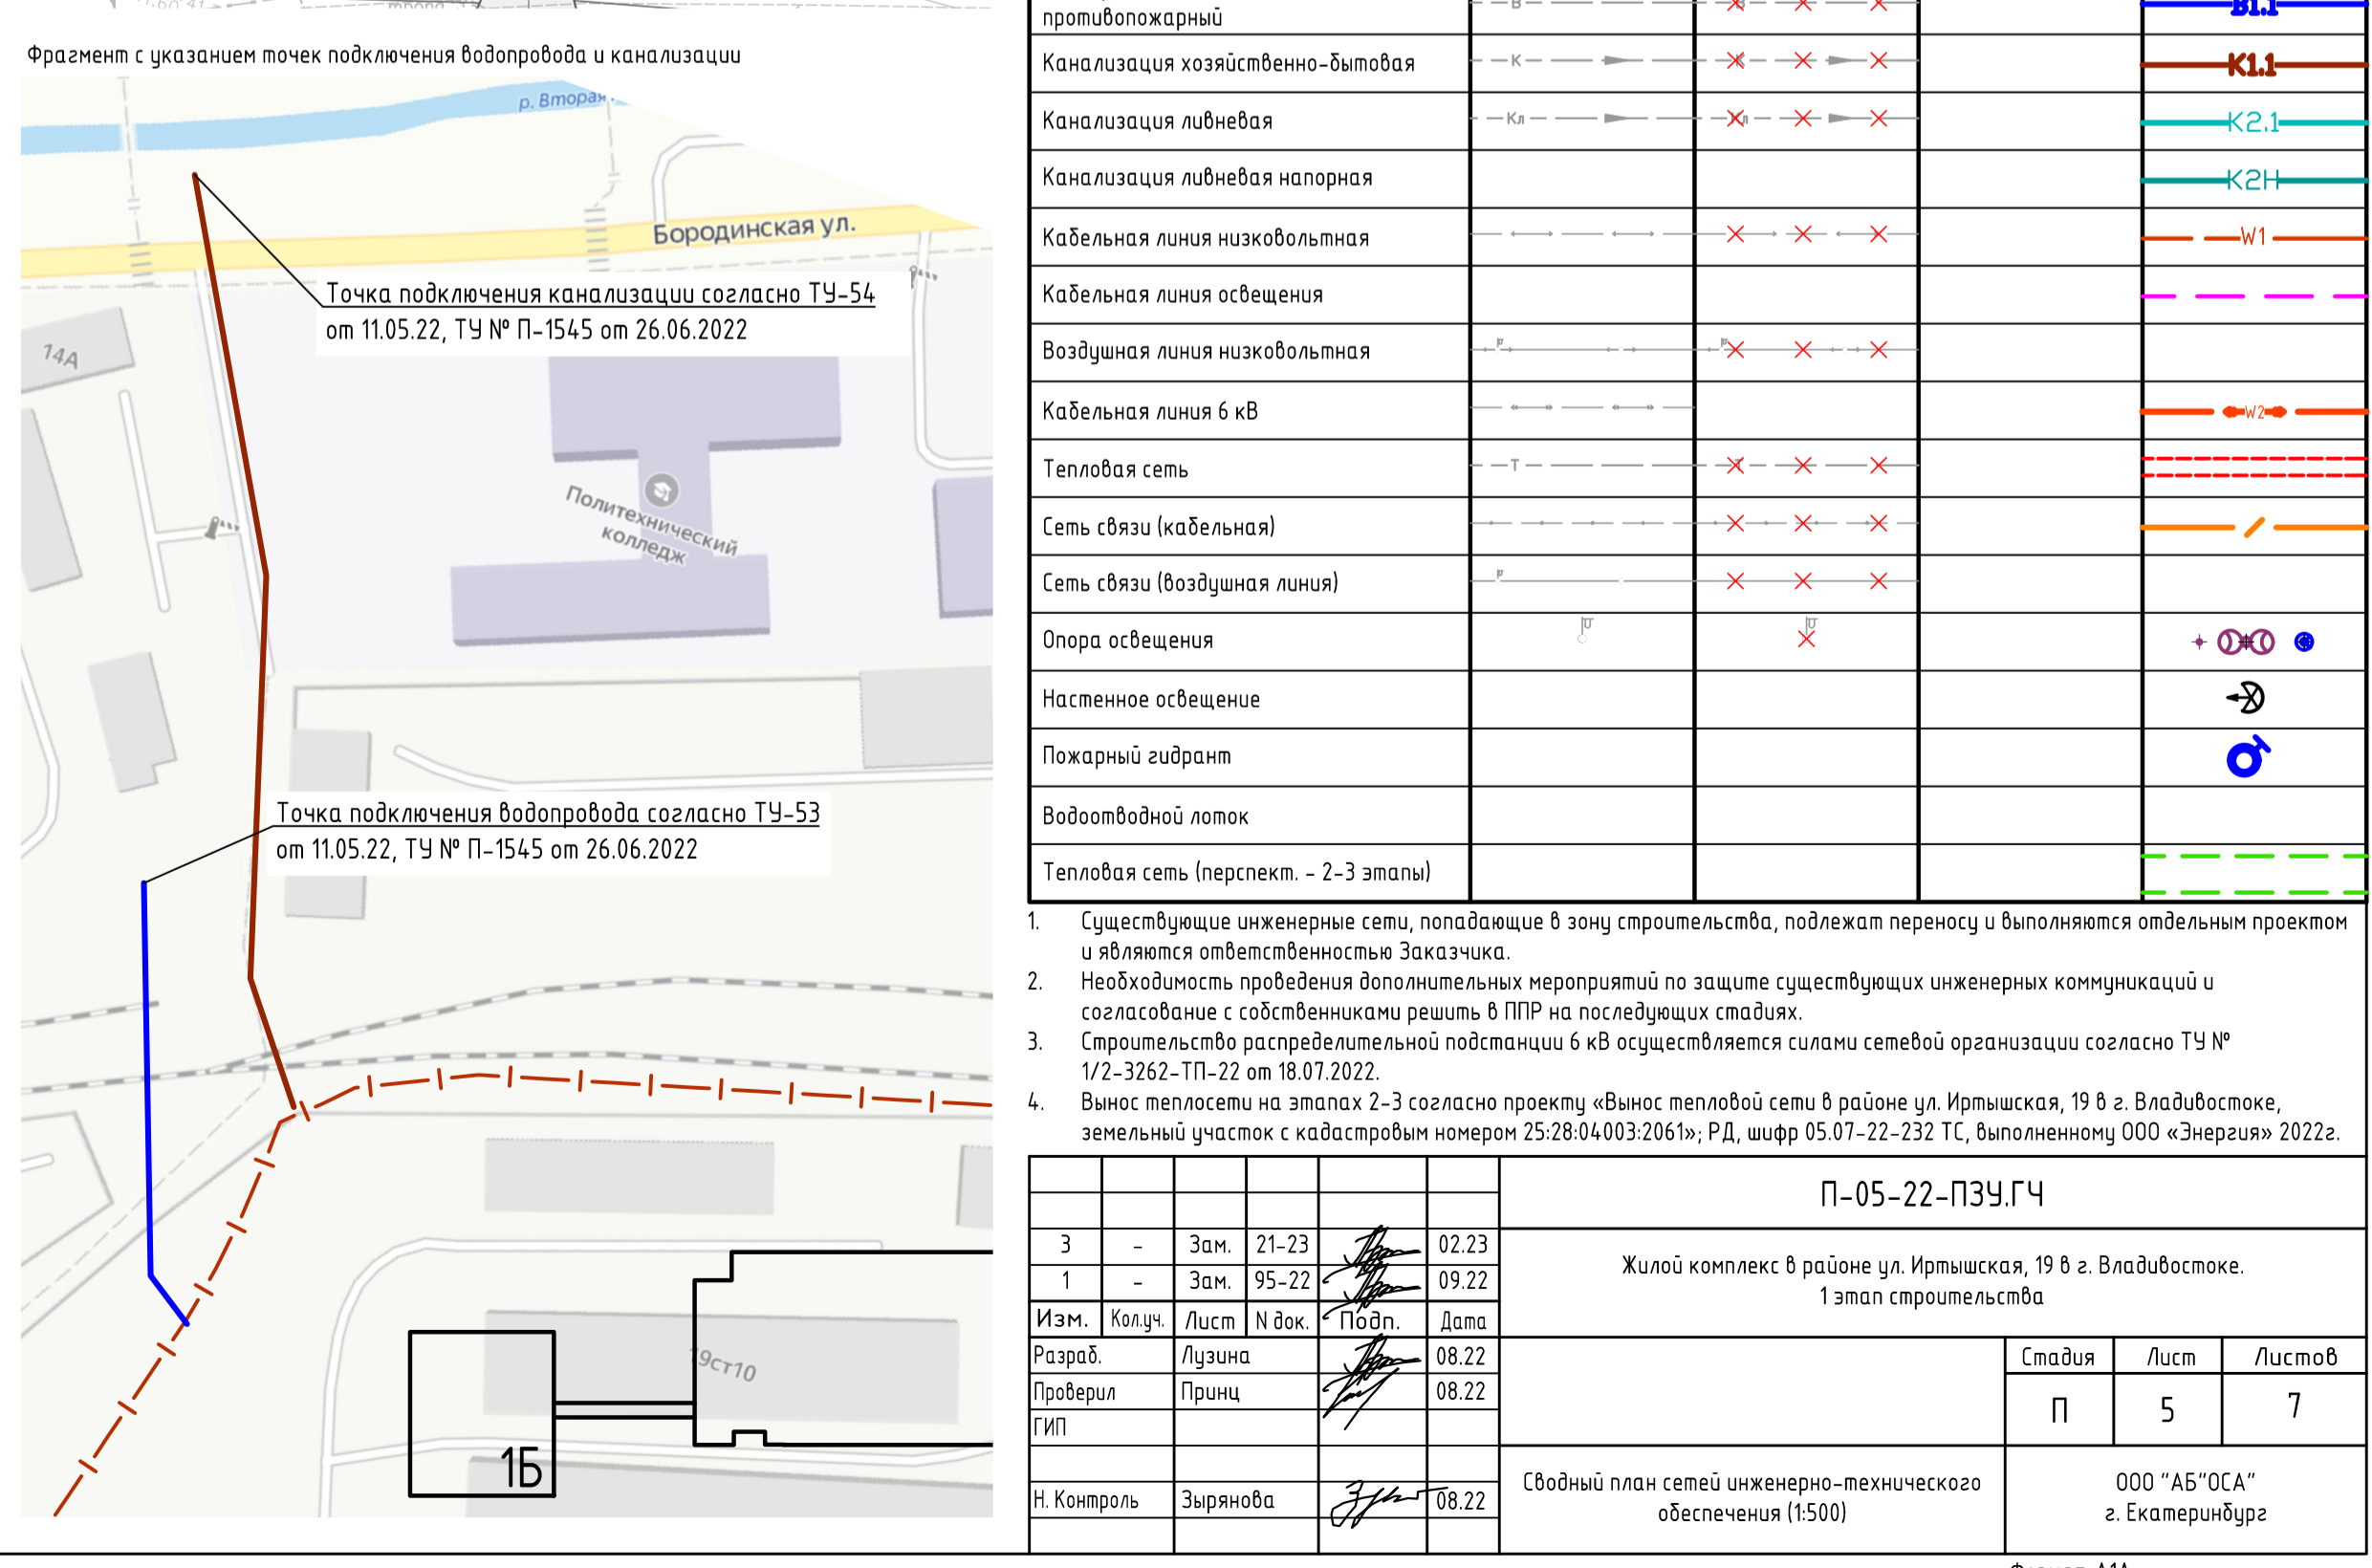 Фрагмент с указанием точек подключения водопровода и канализации
р. Вторая
Бородинская ул.
Точка подключения канализации согласно ТУ-54
от 11.05.22, ТУ № П-1545 от 26.06.2022
14А
Политехнический
колледж
Точка подключения водопровода согласно ТУ-53
от 11.05.22, ТУ № П-1545 от 26.06.2022
19ст10
1Б
противопожарный
В
В1.1
Канализация хозяйственно-бытовая
К
К1.1
Канализация ливневая
Кл
К2.1
Канализация ливневая напорная
К2Н
Кабельная линия низковольтная
W1
Кабельная линия освещения
Воздушная линия низковольтная
Кабельная линия 6 кВ
W2
Тепловая сеть
Т
Сеть связи (кабельная)
Сеть связи (воздушная линия)
Опора освещения
Настенное освещение
Пожарный гидрант
Водоотводной лоток
Тепловая сеть (перспект. - 2-3 этапы)
1. Существующие инженерные сети, попадающие в зону строительства, подлежат переносу и выполняются отдельным проектом
и являются ответственностью Заказчика.
2. Необходимость проведения дополнительных мероприятий по защите существующих инженерных коммуникаций и
согласование с собственниками решить в ППР на последующих стадиях.
3. Строительство распределительной подстанции 6 кВ осуществляется силами сетевой организации согласно ТУ №
1/2-3262-ТП-22 от 18.07.2022.
4. Вынос теплосети на этапах 2-3 согласно проекту «Вынос тепловой сети в районе ул. Иртышская, 19 в г. Владивостоке,
земельный участок с кадастровым номером 25:28:04003:2061»; РД, шифр 05.07-22-232 ТС, выполненному ООО «Энергия» 2022г.
П-05-22-ПЗУ.ГЧ
3 - Зам. 21-23 02.23
1 - Зам. 95-22 09.22
Изм. Кол.уч. Лист N док. Подп. Дата
Жилой комплекс в районе ул. Иртышская, 19 в г. Владивостоке.
1 этап строительства
Разраб. Лузина 08.22
Проверил Принц 08.22
ГИП
Н. Контроль Зырянова 08.22
Стадия Лист Листов
П 5 7
Сводный план сетей инженерно-технического
обеспечения (1:500)
ООО "АБ"ОСА"
г. Екатеринбург